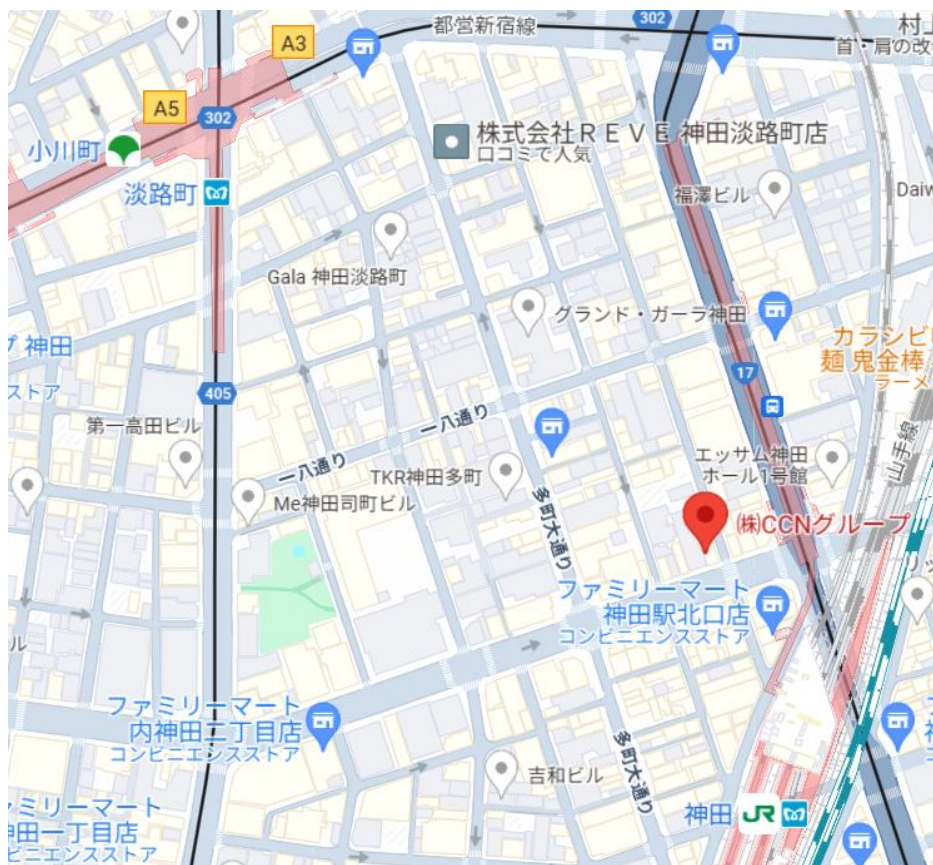 都営新宿線
302
村上
首・肩の改
A3
A5
302
小川町
淡路町
株式会社REVE 神田淡路町店
口コミで人気
福澤ビル
Daiw
Gala 神田淡路町
グランド・ガーラ神田
プ 神田
ストア
カラシビ
麺 鬼金棒
ラーメ
17
405
第一高田ビル
一八通り
一八通り
TKR神田多町
エッサム神田
ホール1号館
山手線
Me神田司町ビル
多町大通り
㈱CCNグループ
ファミリーマート
神田駅北口店
コンビニエンスストア
リッ
ル
ファミリーマート
内神田二丁目店
コンビニエンスストア
フ
神
コ
吉和ビル
多町大通り
ァミリーマート
神田一丁目店
ビニエンスストア
神田 JR